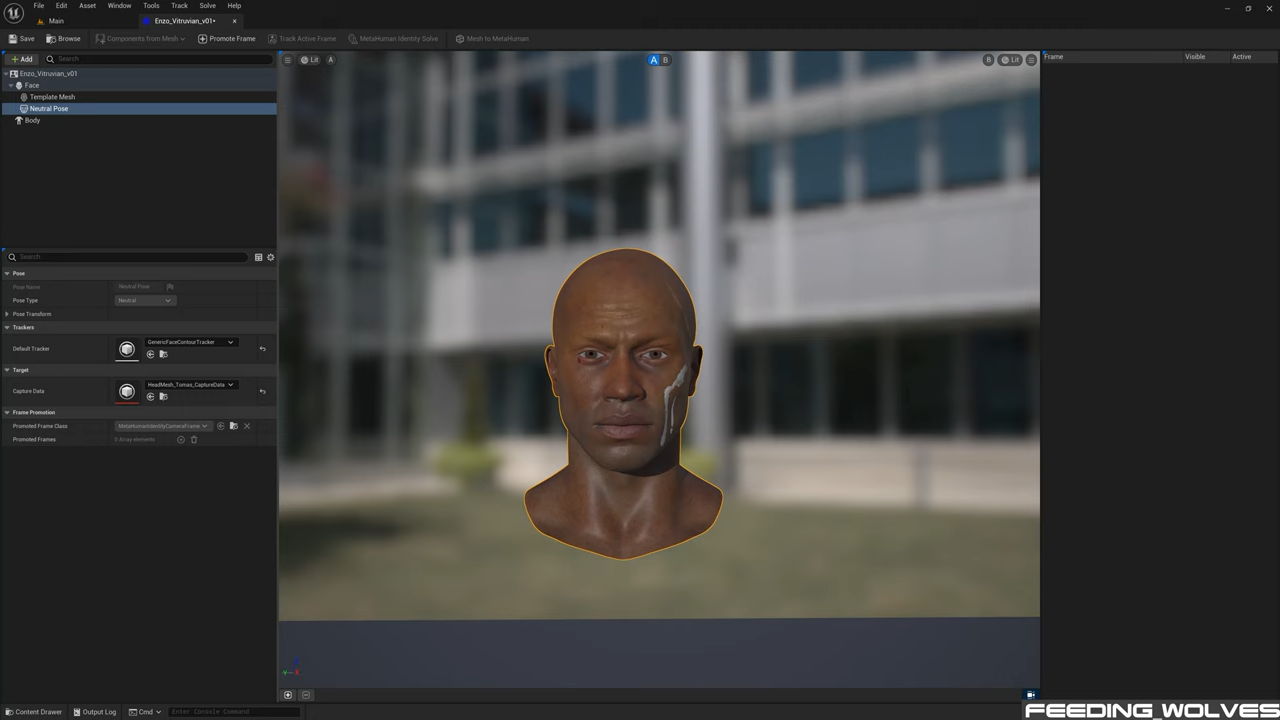 File Edit Asset Window Tools Track Solve Help
Main Enzo_Vitruvian_v01•
Save Browse Components from Mesh Promote Frame Track Active Frame MetaHuman Identity Solve Mesh to MetaHuman
Add Search
Enzo_Vitruvian_v01
Face
Template Mesh
Neutral Pose
Body
Lit A
A B
B Lit
Frame Visible Active
Search
Pose
Pose Name Neutral Pose
Pose Type Neutral
Pose Transform
Trackers
Default Tracker GenericFaceContourTracker
Target
Capture Data HeadMesh_Tomas_CaptureData
Frame Promotion
Promoted Frame Class MetaHumanIdentityCameraFrame
Promoted Frames 0 Array elements
Content Drawer Output Log Cmd Enter Console Command
FEEDING WOLVES